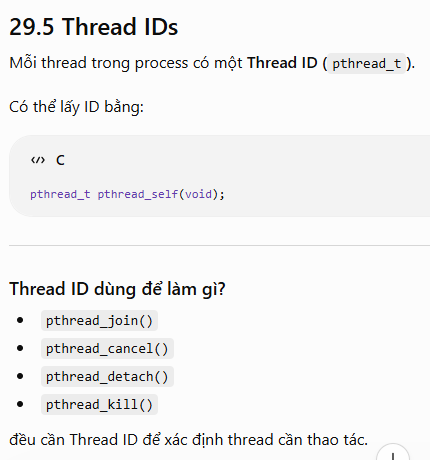 29.5 Thread IDs
Mỗi thread trong process có một Thread ID ( pthread_t ).
Có thể lấy ID bằng:
</> C
pthread_t pthread_self(void);
Thread ID dùng để làm gì?
• pthread_join()
• pthread_cancel()
• pthread_detach()
• pthread_kill()
đều cần Thread ID để xác định thread cần thao tác.